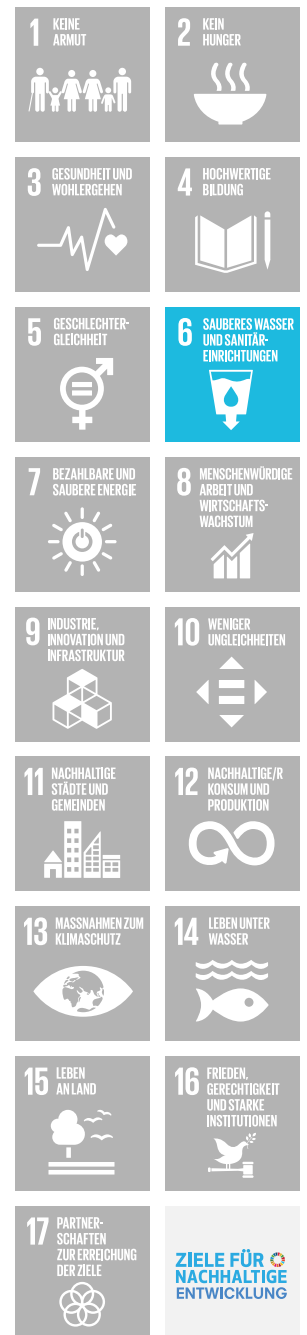 1 KEINE
ARMUT
2 KEIN
HUNGER
3 GESUNDHEIT UND
WOHLERGEHEN
4 HOCHWERTIGE
BILDUNG
5 GESCHLECHTER-
GLEICHHEIT
6 SAUBERES WASSER
UND SANITÄR-
EINRICHTUNGEN
7 BEZAHLBARE UND
SAUBERE ENERGIE
8 MENSCHENWÜRDIGE
ARBEIT UND
WIRTSCHAFTS-
WACHSTUM
9 INDUSTRIE,
INNOVATION UND
INFRASTRUKTUR
10 WENIGER
UNGLEICHHEITEN
11 NACHHALTIGE
STÄDTE UND
GEMEINDEN
12 NACHHALTIGE/R
KONSUM UND
PRODUKTION
13 MASSNAHMEN ZUM
KLIMASCHUTZ
14 LEBEN UNTER
WASSER
15 LEBEN
AN LAND
16 FRIEDEN,
GERECHTIGKEIT
UND STARKE
INSTITUTIONEN
17 PARTNER-
SCHAFTEN
ZUR ERREICHUNG
DER ZIELE
ZIELE FÜR
NACHHALTIGE
ENTWICKLUNG